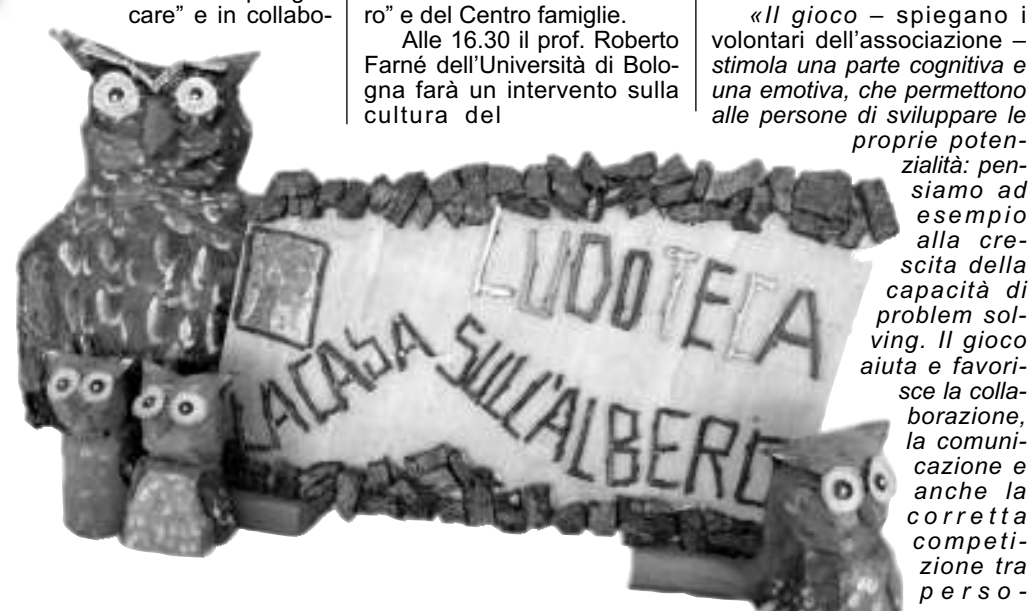 care” e in collabo-
ro” e del Centro famiglie.
Alle 16.30 il prof. Roberto
Farné dell’Università di Bolo-
gna farà un intervento sulla
cultura del
«Il gioco – spiegano i
volontari dell’associazione –
stimola una parte cognitiva e
una emotiva, che permettono
alle persone di sviluppare le
proprie poten-
zialità: pen-
siamo ad
esempio
alla cre-
scita della
capacità di
problem sol-
ving. Il gioco
aiuta e favori-
sce la colla-
borazione,
la comuni-
cazione e
anche la
corretta
competi-
zione tra
perso-
LUDOTECA
LA CASA SULL'ALBERO